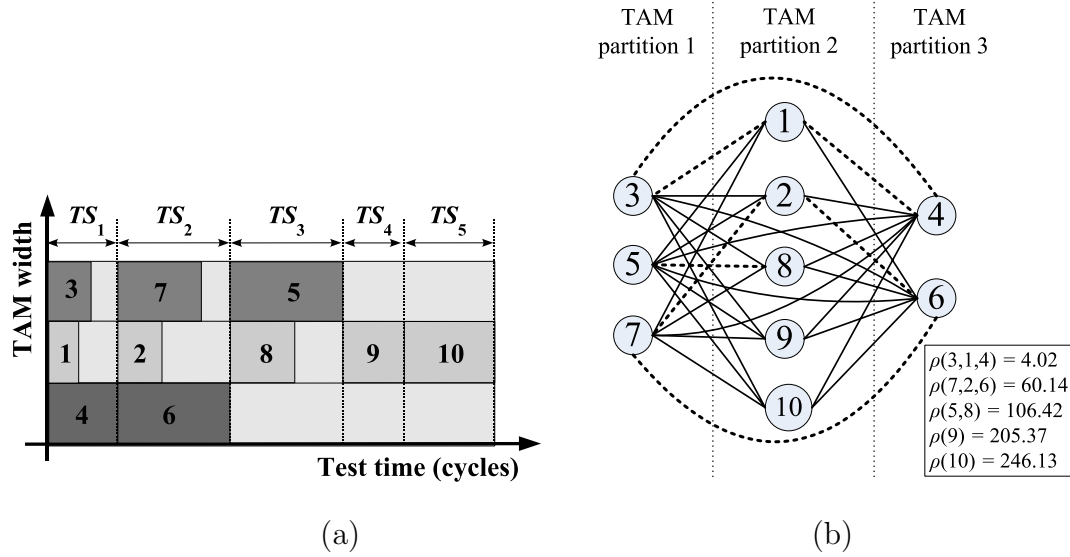 TS1 TS2 TS3 TS4 TS5
TAM width
3 7 5
1 2 8 9 10
4 6
Test time (cycles)
(a)
TAM partition 1
TAM partition 2
TAM partition 3
1
3 2 4
5 8
7 9 6
10
ρ(3,1,4) = 4.02
ρ(7,2,6) = 60.14
ρ(5,8) = 106.42
ρ(9) = 205.37
ρ(10) = 246.13
(b)